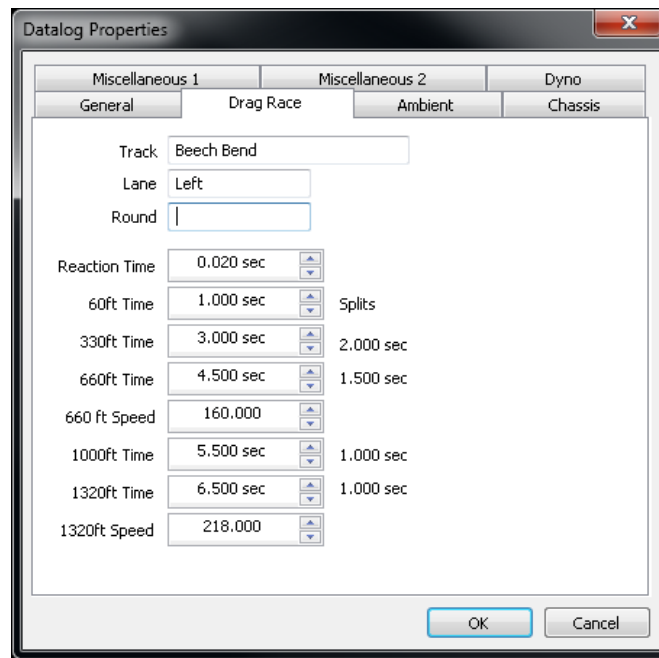 Datalog Properties
Miscellaneous 1 Miscellaneous 2 Dyno
General Drag Race Ambient Chassis
Track Beech Bend
Lane Left
Round
Reaction Time 0.020 sec
60ft Time 1.000 sec Splits
330ft Time 3.000 sec 2.000 sec
660ft Time 4.500 sec 1.500 sec
660 ft Speed 160.000
1000ft Time 5.500 sec 1.000 sec
1320ft Time 6.500 sec 1.000 sec
1320ft Speed 218.000
OK Cancel